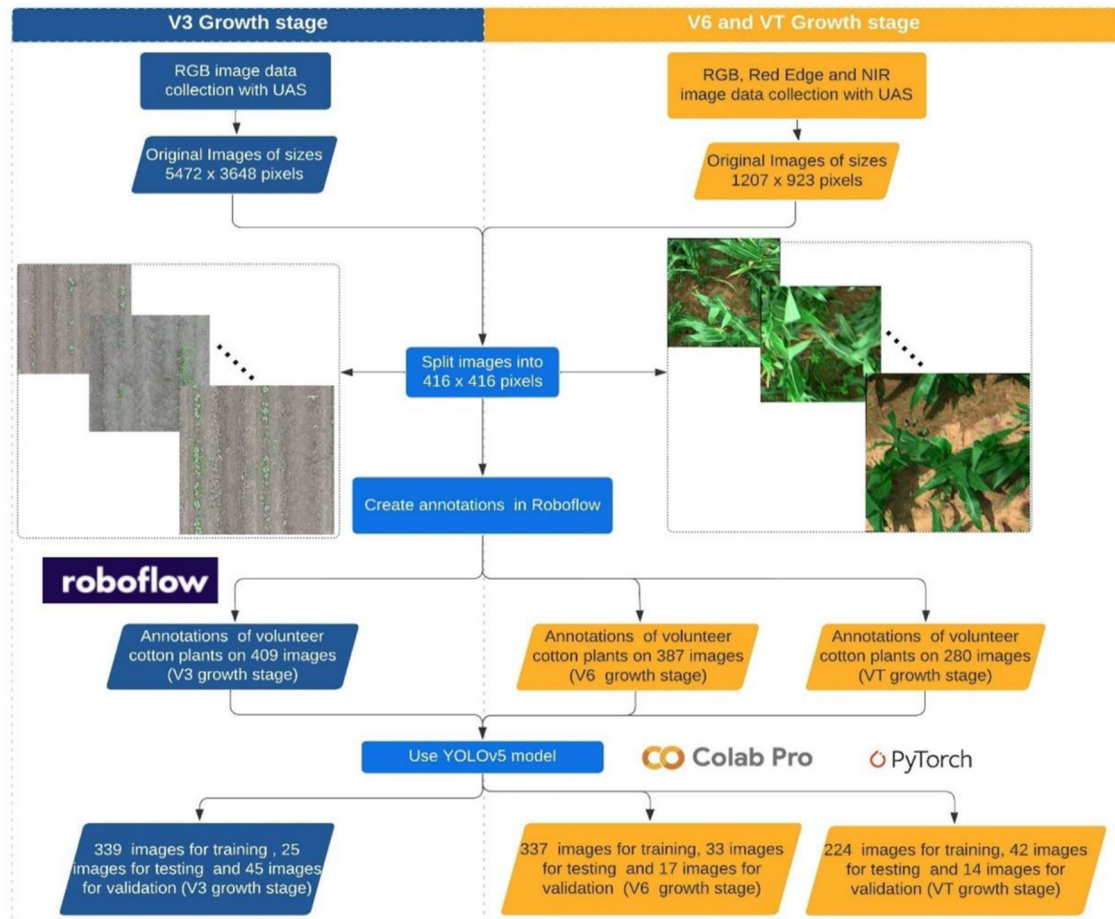 V3 Growth stage
V6 and VT Growth stage
RGB image data
collection with UAS
RGB, Red Edge and NIR
image data collection with UAS
Original Images of sizes
5472 x 3648 pixels
Original Images of sizes
1207 x 923 pixels
Split images into
416 x 416 pixels
Create annotations in Roboflow
roboflow
Annotations of volunteer
cotton plants on 409 images
(V3 growth stage)
Annotations of volunteer
cotton plants on 387 images
(V6 growth stage)
Annotations of volunteer
cotton plants on 280 images
(VT growth stage)
Use YOLOv5 model
Colab Pro
PyTorch
339 images for training , 25
images for testing and 45 images
for validation (V3 growth stage)
337 images for training, 33 images
for testing and 17 images for
validation (V6 growth stage)
224 images for training, 42 images
for testing and 14 images for
validation (VT growth stage)